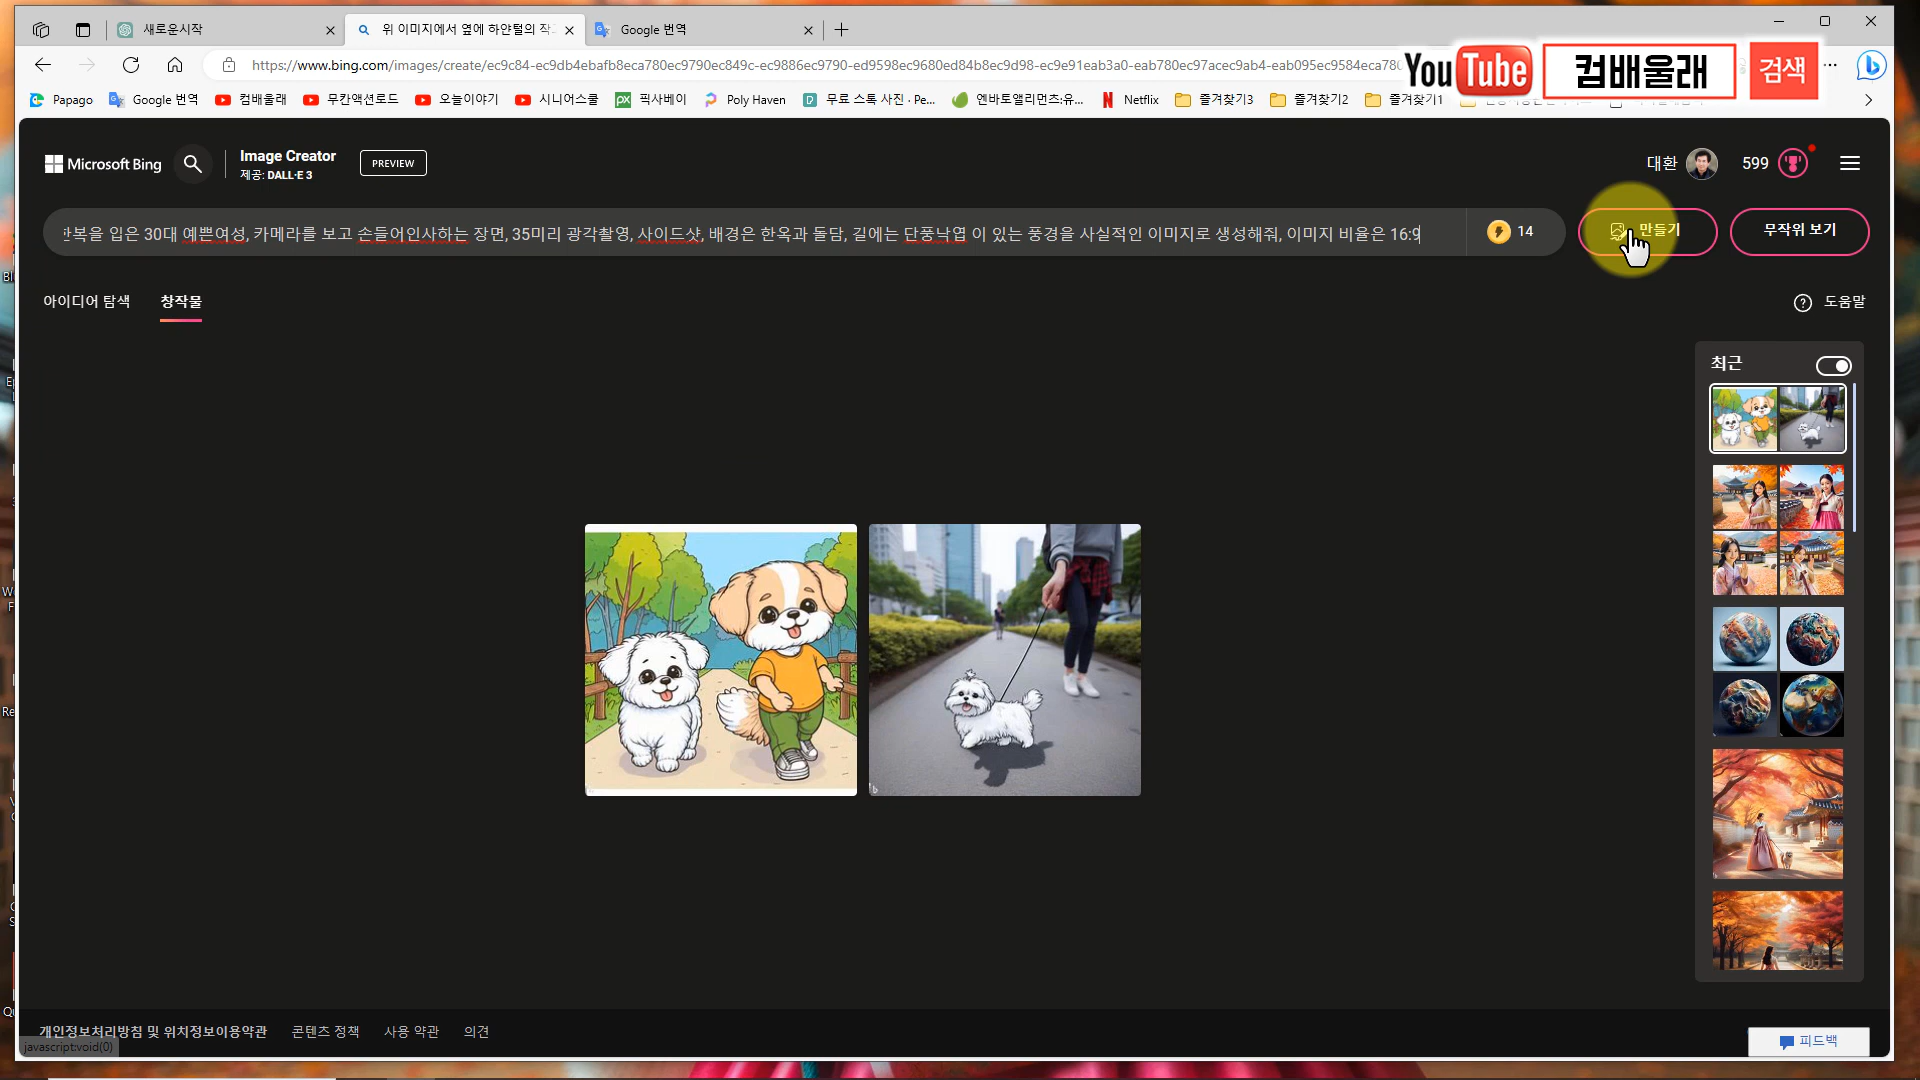 새로운시작
위 이미지에서 옆에 하얀털의 작
Google 번역
https://www.bing.com/images/create/ec9c84-ec9db4ebafb8eca780ec9790ec849c-ec9886ec9790-ed9598ec9680ed84b8ec9d98-ec9e91eab3a0-eab780ec97acec9ab4-eab095ec9584eca780
YouTube 컴배울래 검색
Papago
Google 번역
컴배울래
무칸액션로드
오늘이야기
시니어스쿨
픽사베이
Poly Haven
무료 스톡 사진 · Pe...
엔바토앨리먼츠:유...
Netflix
즐겨찾기3
즐겨찾기2
즐겨찾기1
Microsoft Bing
Image Creator
제공: DALL·E 3
PREVIEW
대환
599
한복을 입은 30대 예쁜여성, 카메라를 보고 손들어인사하는 장면, 35미리 광각촬영, 사이드샷, 배경은 한옥과 돌담, 길에는 단풍낙엽 이 있는 풍경을 사실적인 이미지로 생성해줘, 이미지 비율은 16:9
14
만들기
무작위 보기
아이디어 탐색
창작물
도움말
최근
개인정보처리방침 및 위치정보이용약관
콘텐츠 정책
사용 약관
의견
javascript:void(0)
피드백